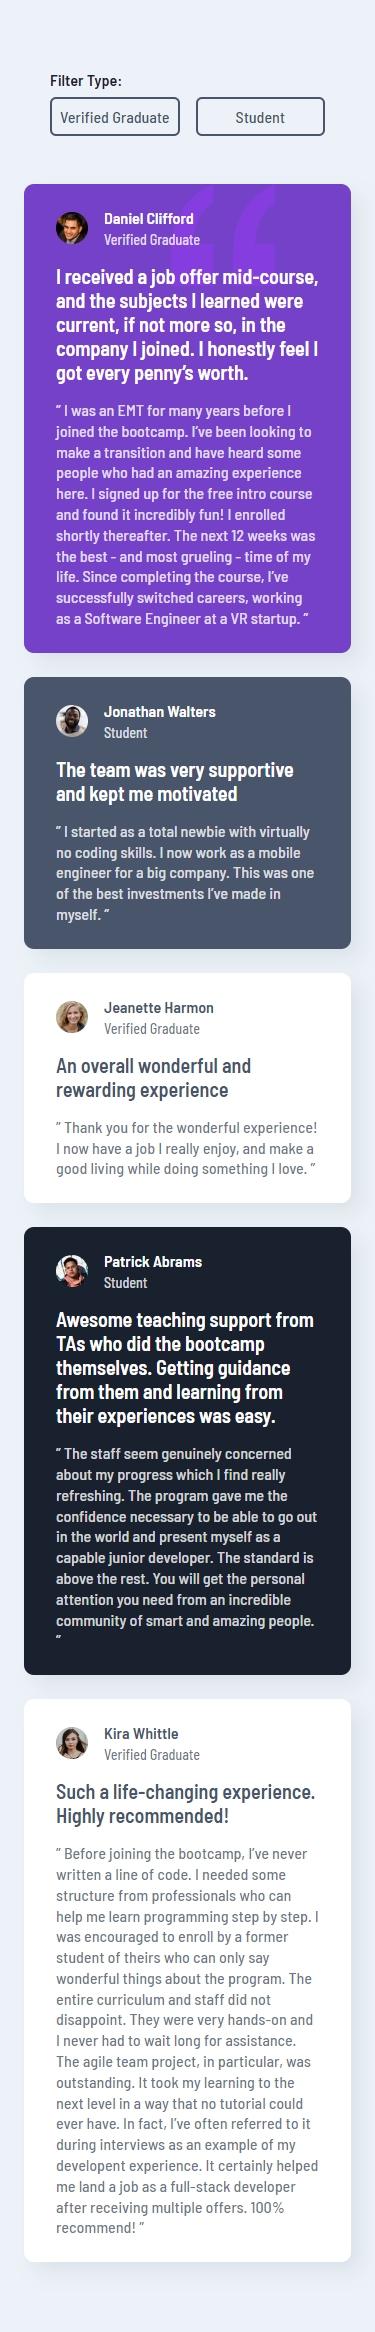 Filter Type:
Verified Graduate
Student
Daniel Clifford
Verified Graduate
I received a job offer mid-course,
and the subjects I learned were
current, if not more so, in the
company I joined. I honestly feel I
got every penny’s worth.
“ I was an EMT for many years before I
joined the bootcamp. I’ve been looking to
make a transition and have heard some
people who had an amazing experience
here. I signed up for the free intro course
and found it incredibly fun! I enrolled
shortly thereafter. The next 12 weeks was
the best - and most grueling - time of my
life. Since completing the course, I’ve
successfully switched careers, working
as a Software Engineer at a VR startup. ”
Jonathan Walters
Student
The team was very supportive
and kept me motivated
“ I started as a total newbie with virtually
no coding skills. I now work as a mobile
engineer for a big company. This was one
of the best investments I’ve made in
myself. ”
Jeanette Harmon
Verified Graduate
An overall wonderful and
rewarding experience
“ Thank you for the wonderful experience!
I now have a job I really enjoy, and make a
good living while doing something I love. ”
Patrick Abrams
Student
Awesome teaching support from
TAs who did the bootcamp
themselves. Getting guidance
from them and learning from
their experiences was easy.
“ The staff seem genuinely concerned
about my progress which I find really
refreshing. The program gave me the
confidence necessary to be able to go out
in the world and present myself as a
capable junior developer. The standard is
above the rest. You will get the personal
attention you need from an incredible
community of smart and amazing people.
”
Kira Whittle
Verified Graduate
Such a life-changing experience.
Highly recommended!
“ Before joining the bootcamp, I’ve never
written a line of code. I needed some
structure from professionals who can
help me learn programming step by step. I
was encouraged to enroll by a former
student of theirs who can only say
wonderful things about the program. The
entire curriculum and staff did not
disappoint. They were very hands-on and
I never had to wait long for assistance.
The agile team project, in particular, was
outstanding. It took my learning to the
next level in a way that no tutorial could
ever have. In fact, I’ve often referred to it
during interviews as an example of my
developent experience. It certainly helped
me land a job as a full-stack developer
after receiving multiple offers. 100%
recommend! ”